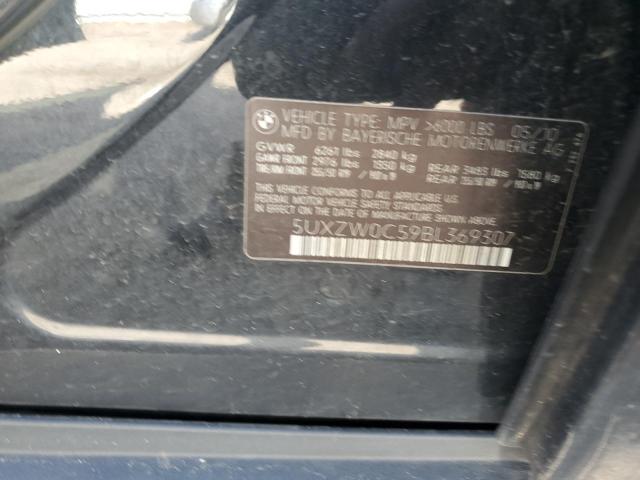 VEHICLE TYPE: MPV >6000 LBS 05/10
MFD BY BAYERISCHE MOTORENWERKE AG
GVWR 6261 lbs 2840 kg
GAWR FRONT 2976 lbs 1350 kg REAR 3483 lbs 1580 kg
THIS VEHICLE CONFORMS TO ALL APPLICABLE U.S.
FEDERAL MOTOR VEHICLE SAFETY STANDARDS IN
EFFECT ON THE DATE OF MANUFACTURE SHOWN ABOVE.
5UXZW0C59BL369307